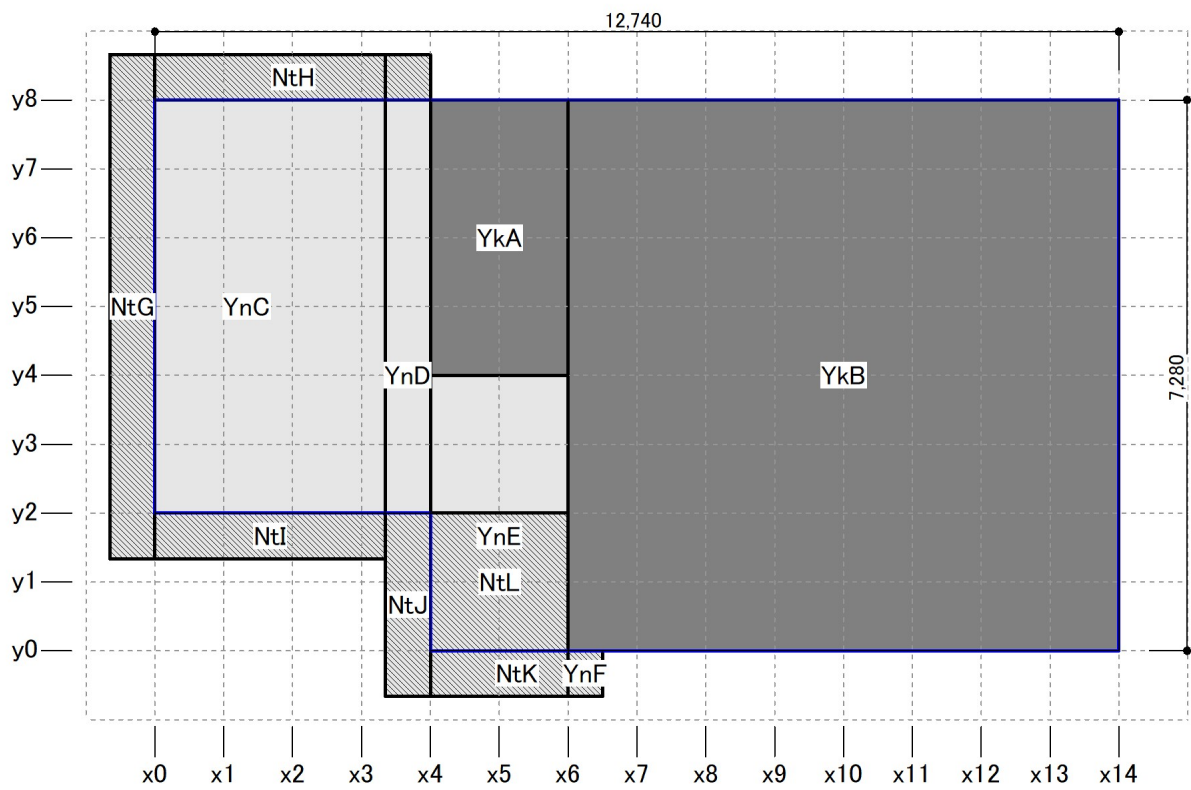 12,740
NtH
y8
y7
y6
YkA
y5
NtG
YnC
y4
YnD
YkB
7,280
y3
y2
NtI
YnE
y1
NtL
NtJ
y0
NtK
YnF
x0
x1
x2
x3
x4
x5
x6
x7
x8
x9
x10
x11
x12
x13
x14